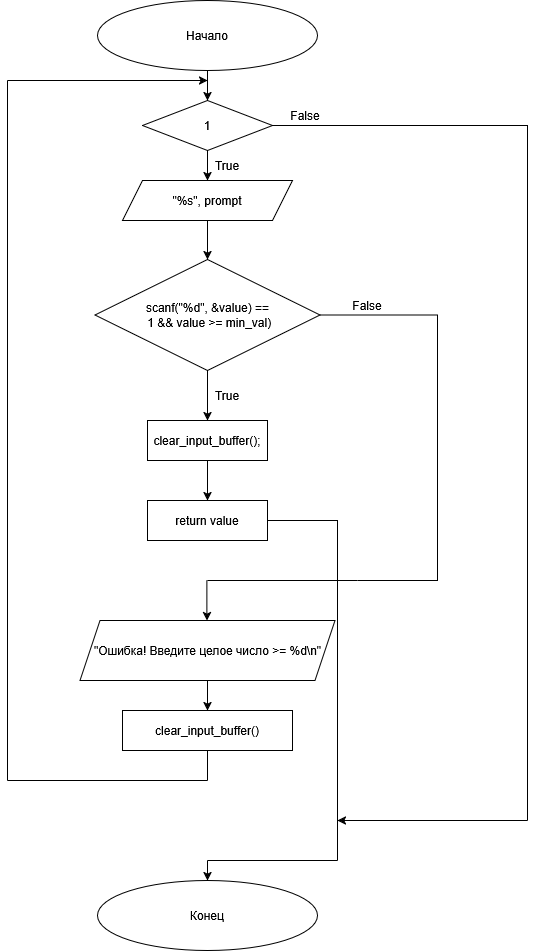 Начало
1
False
True
"%s", prompt
scanf("%d", &value) ==
1 && value >= min_val)
False
True
clear_input_buffer();
return value
"Ошибка! Введите целое число >= %d\n"
clear_input_buffer()
Конец